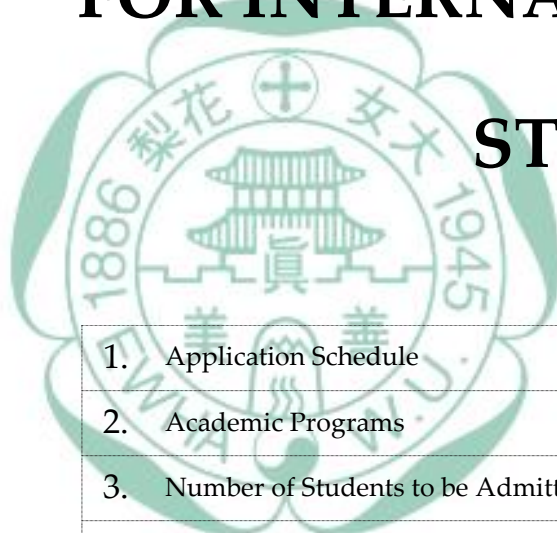 FOR INTERNA
ST
梨花 女大
1886 1945
眞
美 善
EWHA W.U.
1. Application Schedule
2. Academic Programs
3. Number of Students to be Admitt